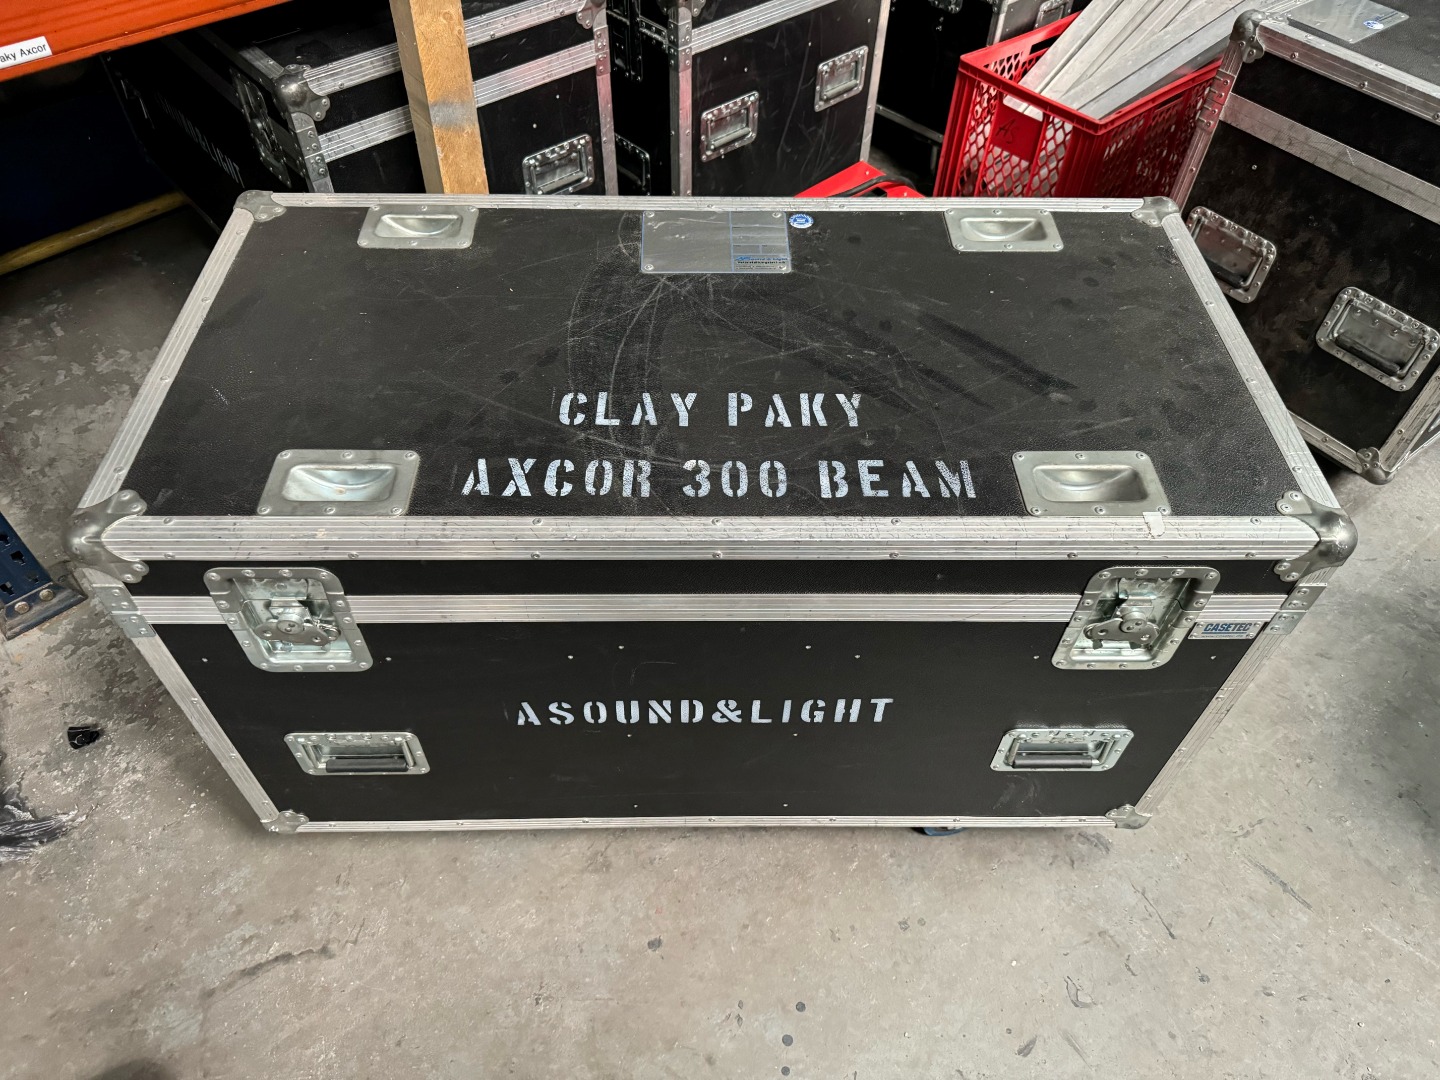 aky Axcor
CLAY PAKY
AXCOR 300 BEAM
CASETEC
ASOUND&LIGHT